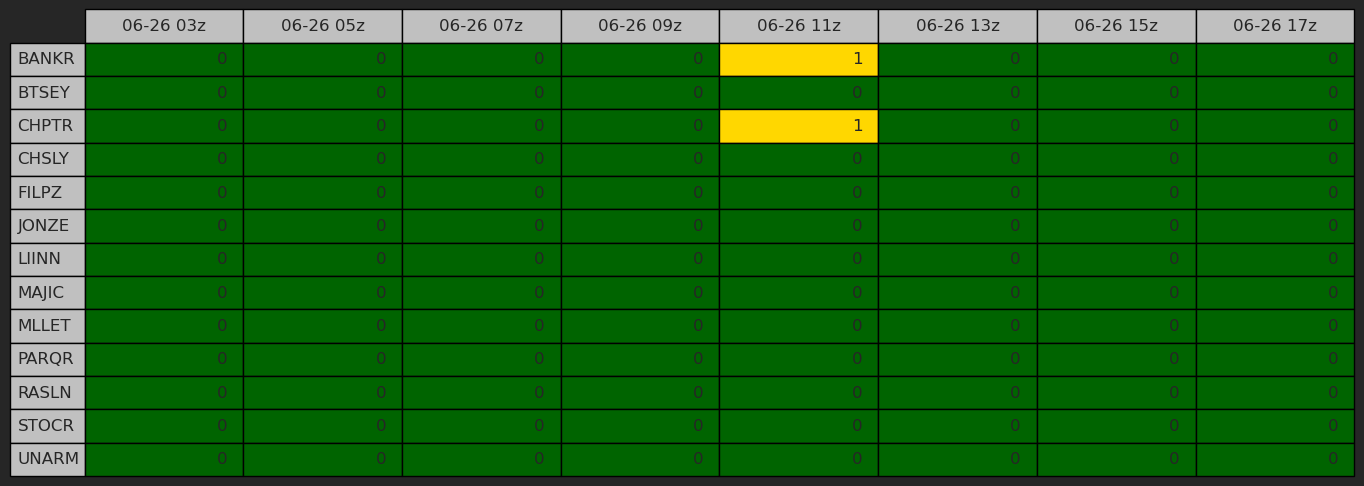 06-26 03z 06-26 05z 06-26 07z 06-26 09z 06-26 11z 06-26 13z 06-26 15z 06-26 17z
BANKR 0 0 0 0 1 0 0 0
BTSEY 0 0 0 0 0 0 0 0
CHPTR 0 0 0 0 1 0 0 0
CHSLY 0 0 0 0 0 0 0 0
FILPZ 0 0 0 0 0 0 0 0
JONZE 0 0 0 0 0 0 0 0
LIINN 0 0 0 0 0 0 0 0
MAJIC 0 0 0 0 0 0 0 0
MLLET 0 0 0 0 0 0 0 0
PARQR 0 0 0 0 0 0 0 0
RASLN 0 0 0 0 0 0 0 0
STOCR 0 0 0 0 0 0 0 0
UNARM 0 0 0 0 0 0 0 0